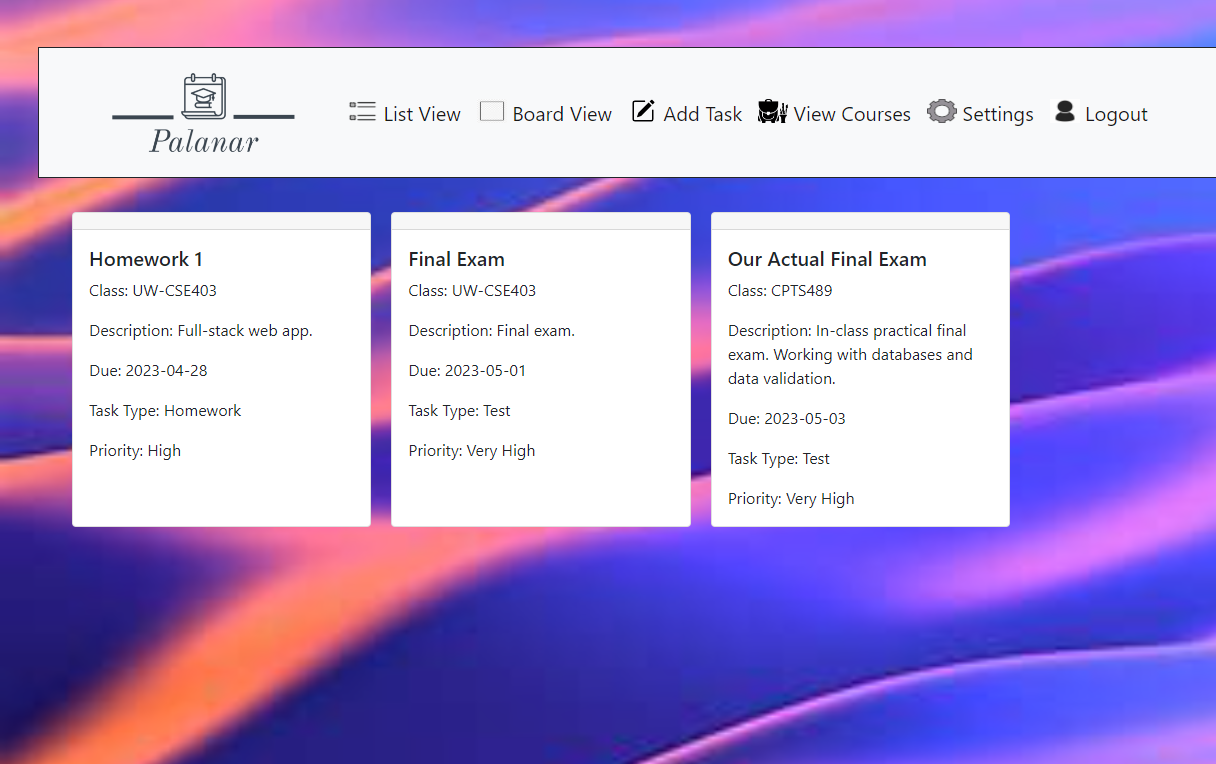 Palanar
List View
Board View
Add Task
View Courses
Settings
Logout
Homework 1
Class: UW-CSE403
Description: Full-stack web app.
Due: 2023-04-28
Task Type: Homework
Priority: High
Final Exam
Class: UW-CSE403
Description: Final exam.
Due: 2023-05-01
Task Type: Test
Priority: Very High
Our Actual Final Exam
Class: CPTS489
Description: In-class practical final
exam. Working with databases and
data validation.
Due: 2023-05-03
Task Type: Test
Priority: Very High